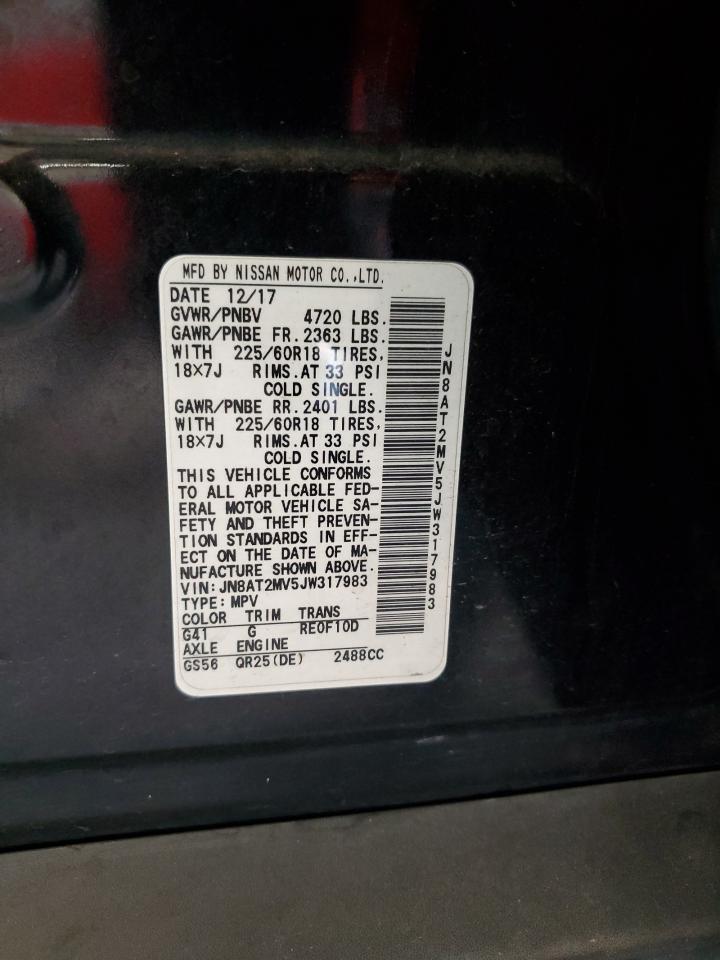 MFD BY NISSAN MOTOR CO.,LTD.
DATE 12/17
GVWR/PNBV 4720 LBS.
GAWR/PNBE FR. 2363 LBS.
WITH 225/60R18 TIRES,
18×7J RIMS. AT 33 PSI
COLD SINGLE.
GAWR/PNBE RR. 2401 LBS.
WITH 225/60R18 TIRES,
18×7J RIMS. AT 33 PSI
COLD SINGLE.
THIS VEHICLE CONFORMS
TO ALL APPLICABLE FED-
ERAL MOTOR VEHICLE SA-
FETY AND THEFT PREVEN-
TION STANDARDS IN EFF-
ECT ON THE DATE OF MA-
NUFACTURE SHOWN ABOVE.
VIN: JN8AT2MV5JW317983
TYPE: MPV
COLOR TRIM TRANS
G41 G RE0F10D
AXLE ENGINE
GS56 QR25(DE) 2488CC
JN8AT2MV5JW317983